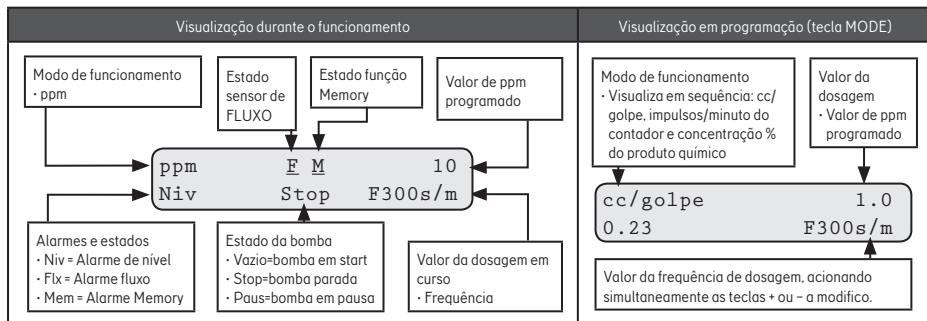 Visualização durante o funcionamento
Visualização em programação (tecla MODE)
Modo de funcionamento
• ppm
Estado
sensor de
FLUXO
Estado função
Memory
Valor de ppm
programado
ppm F M 10
Niv Stop F300s/m
Alarmes e estados
• Niv = Alarme de nível
• Flx = Alarme fluxo
• Mem = Alarme Memory
Estado da bomba
• Vazio=bomba em start
• Stop=bomba parada
• Paus=bomba em pausa
Valor da dosagem em
curso
• Frequência
Modo de funcionamento
• Visualiza em sequência: cc/
golpe, impulsos/minuto do
contador e concentração %
do produto químico
Valor da
dosagem
• Valor de ppm
programado
cc/golpe 1.0
0.23 F300s/m
Valor da frequência de dosagem, acionando
simultaneamente as teclas + ou – a modifico.